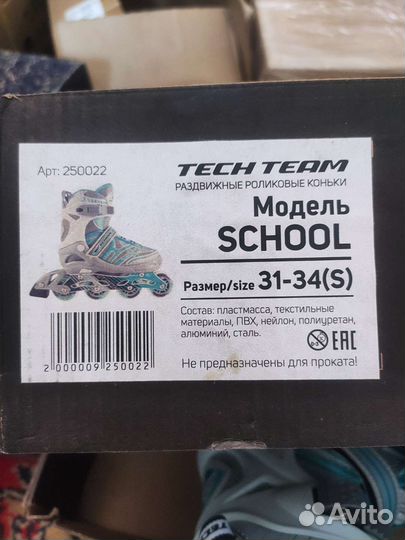 Арт: 250022
TECH TEAM
РАЗДВИЖНЫЕ РОЛИКОВЫЕ КОНЬКИ
Модель
SCHOOL
Размер/size 31-34(S)
Состав: пластмасса, текстильные
материалы, ПВХ, нейлон, полиуретан,
алюминий, сталь.
EAC
Не предназначены для проката!
2 000009 250022
Avito